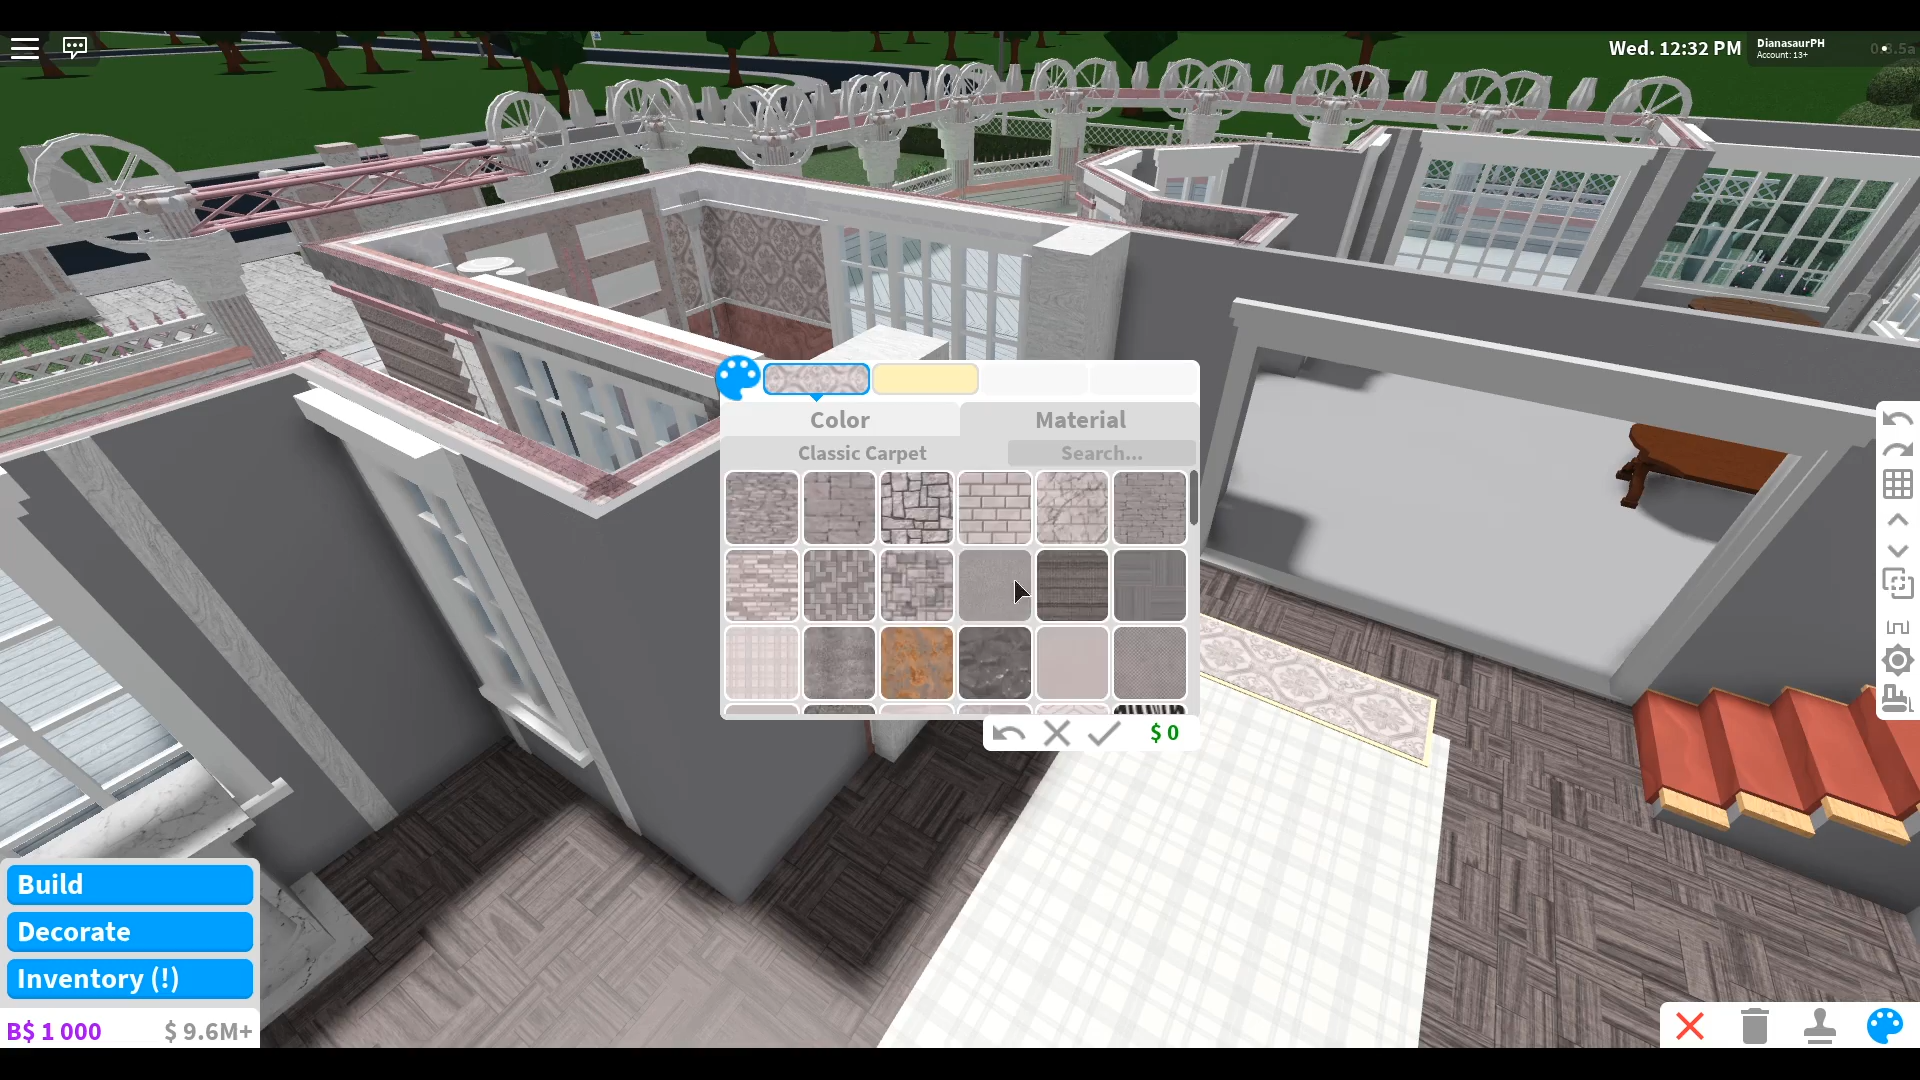 Wed. 12:32 PM
DianasaurPH
Account: 13+
Color
Material
Classic Carpet
Search...
$ 0
Build
Decorate
Inventory (!)
B$ 1 000
$ 9.6M+